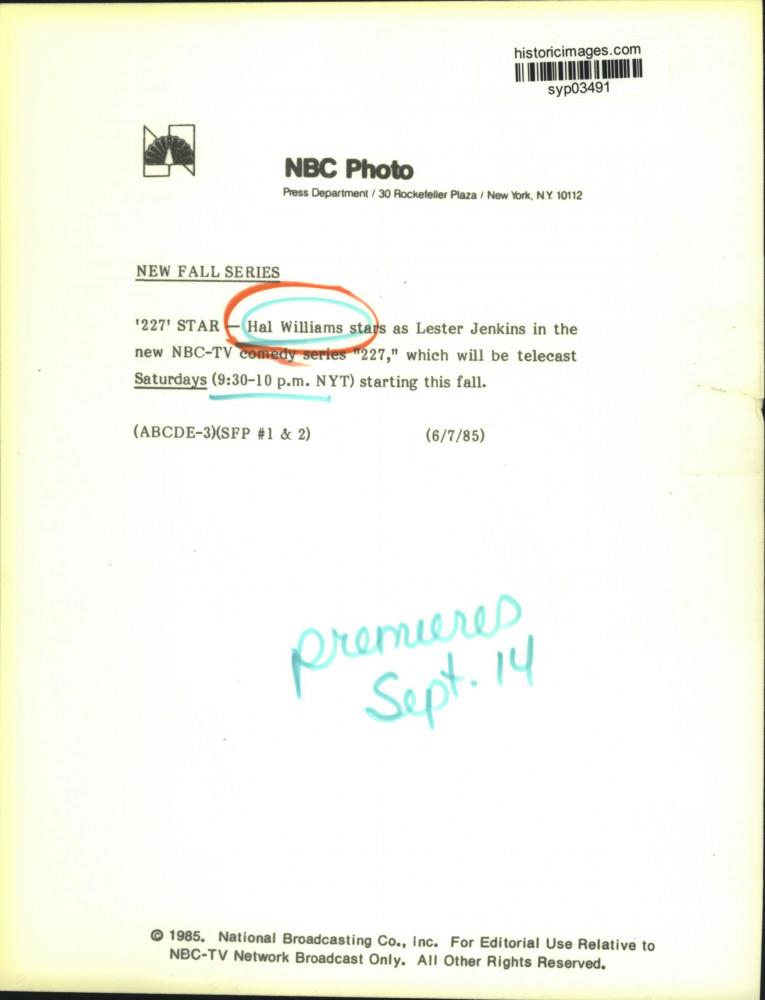 historicimages.com
syp03491
NBC Photo
Press Department / 30 Rockefeller Plaza / New York, N.Y. 10112
NEW FALL SERIES
'227' STAR — Hal Williams stars as Lester Jenkins in the
new NBC-TV comedy series "227," which will be telecast
Saturdays (9:30-10 p.m. NYT) starting this fall.
(ABCDE-3)(SFP #1 & 2) (6/7/85)
premieres
Sept. 14
© 1985. National Broadcasting Co., Inc. For Editorial Use Relative to
NBC-TV Network Broadcast Only. All Other Rights Reserved.